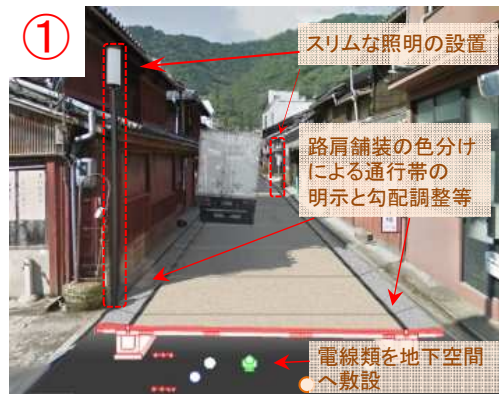 ①
スリムな照明の設置
路肩舗装の色分け
による通行帯の
明示と勾配調整等
電線類を地下空間
へ敷設